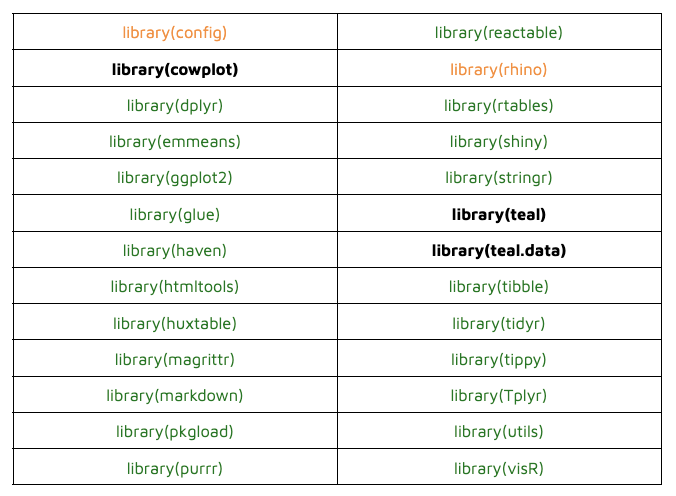 library(config)
library(reactable)
library(cowplot)
library(rhino)
library(dplyr)
library(rtables)
library(emmeans)
library(shiny)
library(ggplot2)
library(stringr)
library(glue)
library(teal)
library(haven)
library(teal.data)
library(htmltools)
library(tibble)
library(huxtable)
library(tidyr)
library(magrittr)
library(tippy)
library(markdown)
library(Tplyr)
library(pkgload)
library(utils)
library(purrr)
library(visR)